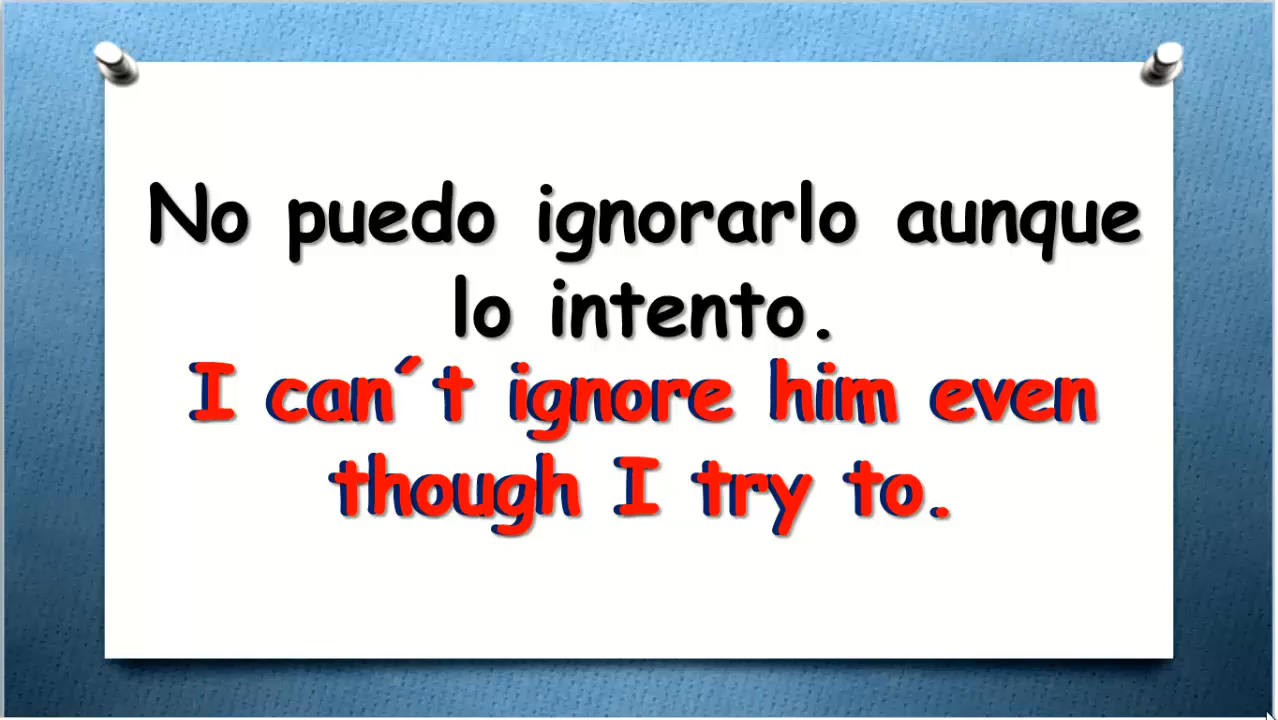 No puedo ignorarlo aunque
lo intento.
I can´t ignore him even
though I try to.